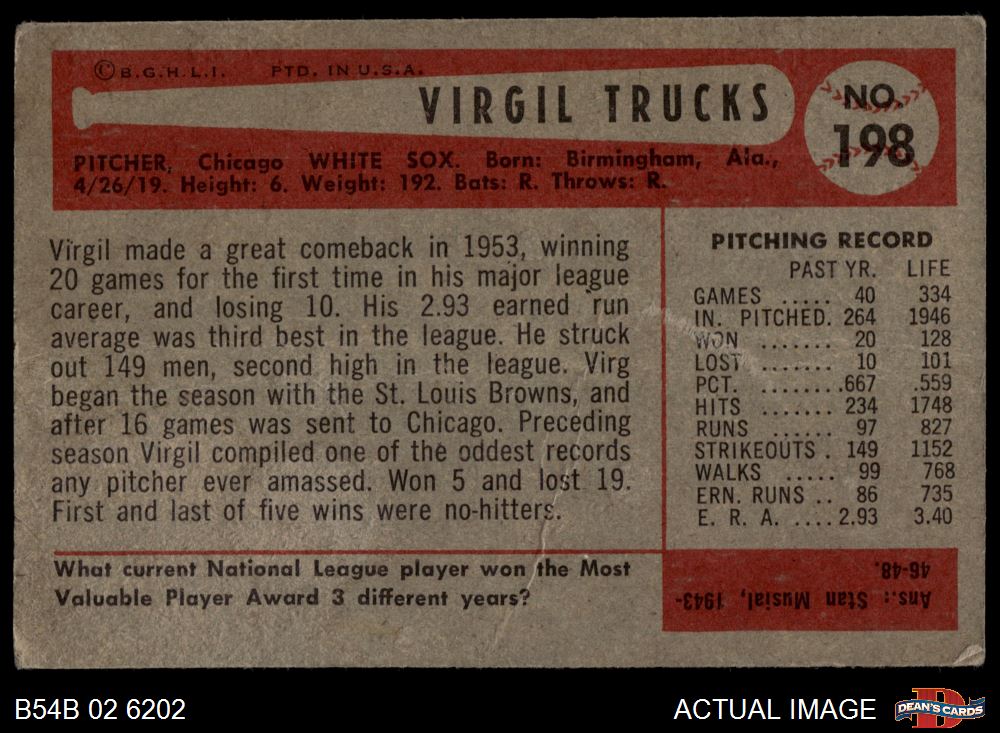 ©B.G.H.L.I. PTD. IN U.S.A.
VIRGIL TRUCKS
NO.
198
PITCHER, Chicago WHITE SOX. Born: Birmingham, Ala.,
4/26/19. Height: 6. Weight: 192. Bats: R. Throws: R.
Virgil made a great comeback in 1953, winning
20 games for the first time in his major league
career, and losing 10. His 2.93 earned run
average was third best in the league. He struck
out 149 men, second high in the league. Virg
began the season with the St. Louis Browns, and
after 16 games was sent to Chicago. Preceding
season Virgil compiled one of the oddest records
any pitcher ever amassed. Won 5 and lost 19.
First and last of five wins were no-hitters.
PITCHING RECORD
PAST YR. LIFE
GAMES ..... 40 334
IN. PITCHED. 264 1946
WON ....... 20 128
LOST ....... 10 101
PCT. ........667 .559
HITS ....... 234 1748
RUNS ...... 97 827
STRIKEOUTS . 149 1152
WALKS ..... 99 768
ERN. RUNS .. 86 735
E. R. A. ....2.93 3.40
What current National League player won the Most
Valuable Player Award 3 different years?
Ans.: Stan Musial, 1943-
46-48.
B54B 02 6202
ACTUAL IMAGE
D
DEAN'S CARDS